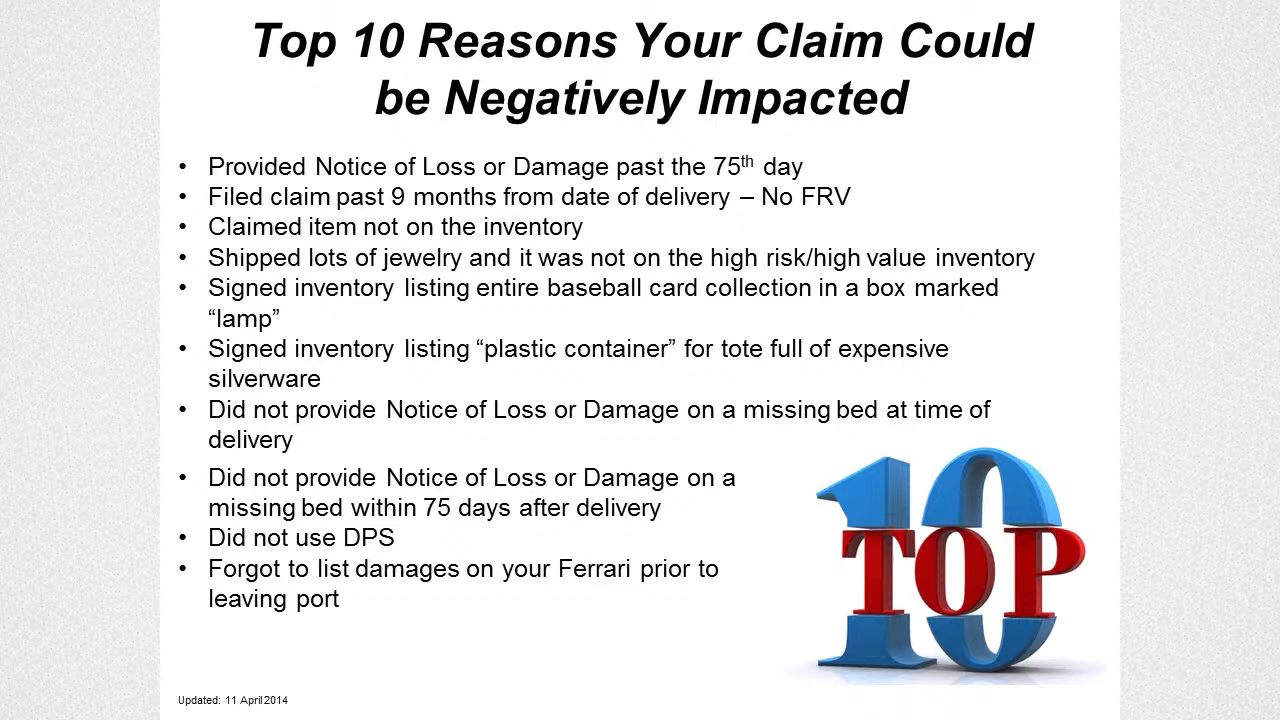 Top 10 Reasons Your Claim Could
be Negatively Impacted
• Provided Notice of Loss or Damage past the 75th day
• Filed claim past 9 months from date of delivery – No FRV
• Claimed item not on the inventory
• Shipped lots of jewelry and it was not on the high risk/high value inventory
• Signed inventory listing entire baseball card collection in a box marked
“lamp”
• Signed inventory listing “plastic container” for tote full of expensive
silverware
• Did not provide Notice of Loss or Damage on a missing bed at time of
delivery
• Did not provide Notice of Loss or Damage on a
missing bed within 75 days after delivery
• Did not use DPS
• Forgot to list damages on your Ferrari prior to
leaving port
10
TOP
Updated: 11 April 2014